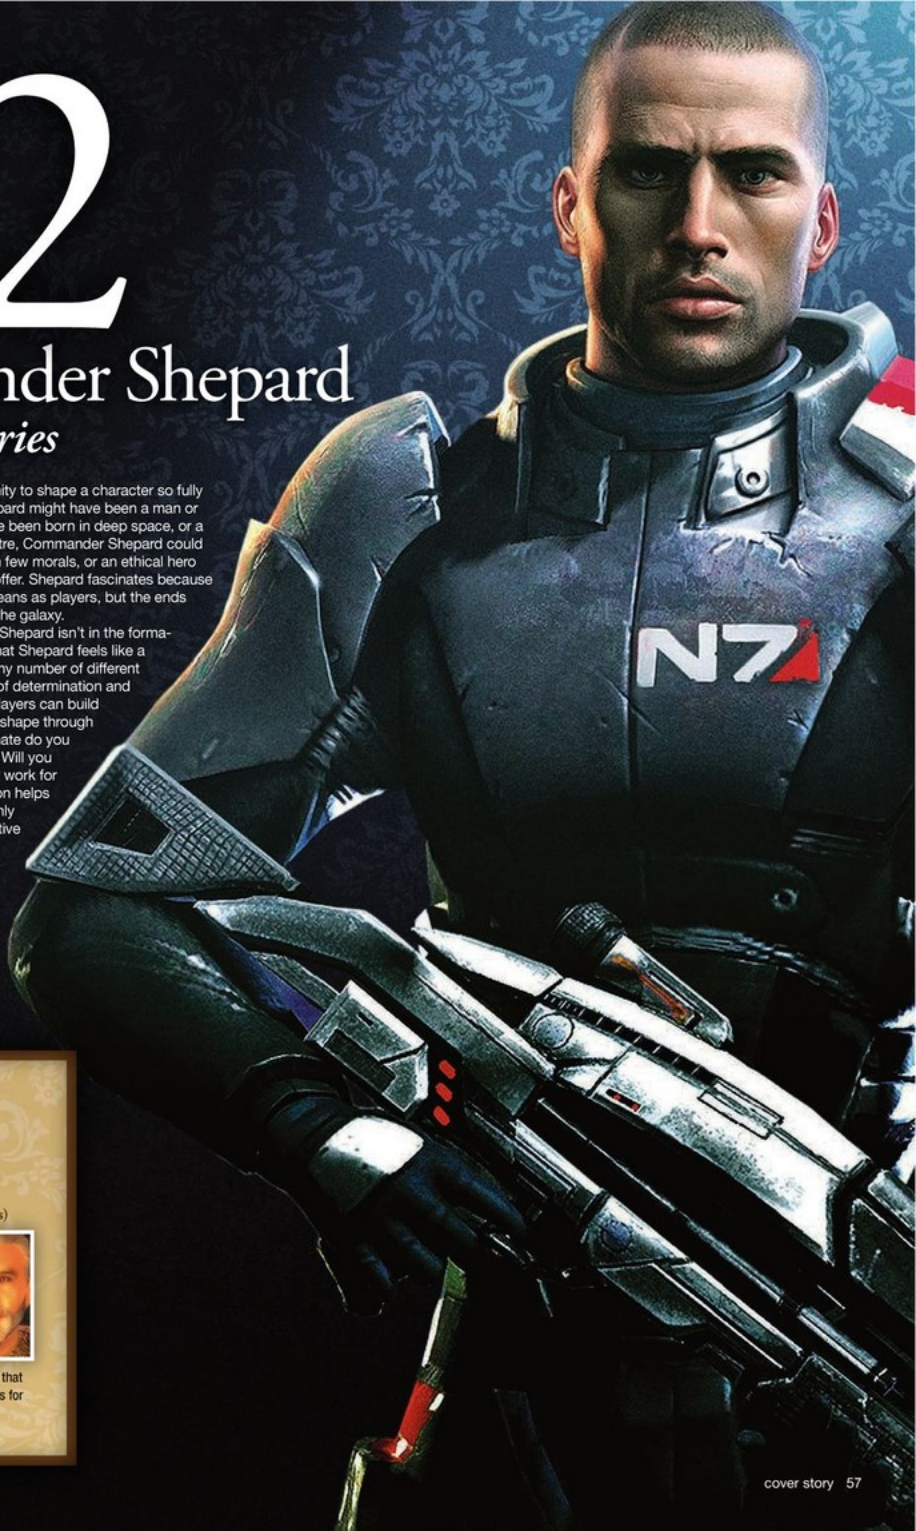 2
nder Shepard
ries
nity to shape a character so fully
pard might have been a man or
e been born in deep space, or a
tre, Commander Shepard could
n few morals, or an ethical hero
offer. Shepard fascinates because
eans as players, but the ends
the galaxy.
Shepard isn't in the forma-
hat Shepard feels like a
ny number of different
of determination and
layers can build
shape through
ate do you
Will you
work for
on helps
nly
tive
N7
s)
that
s for
cover story 57